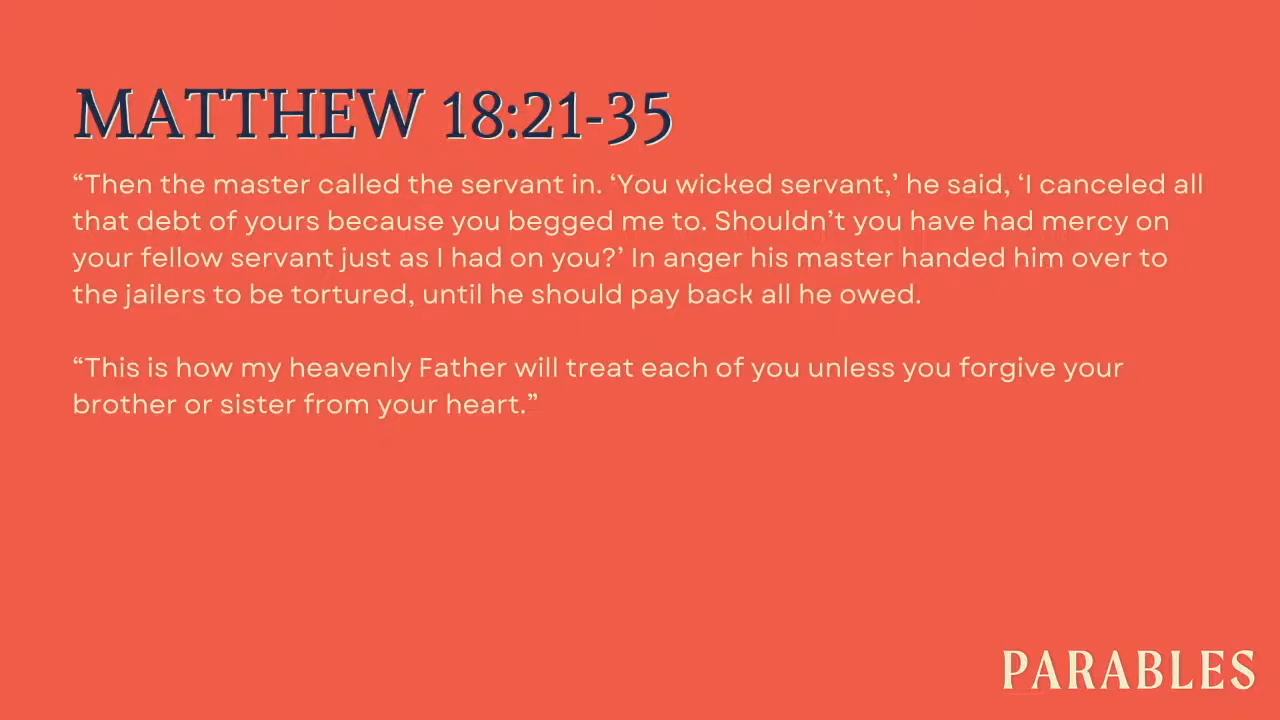 MATTHEW 18:21-35
“Then the master called the servant in. ‘You wicked servant,’ he said, ‘I canceled all
that debt of yours because you begged me to. Shouldn’t you have had mercy on
your fellow servant just as I had on you?’ In anger his master handed him over to
the jailers to be tortured, until he should pay back all he owed.
“This is how my heavenly Father will treat each of you unless you forgive your
brother or sister from your heart.”
PARABLES